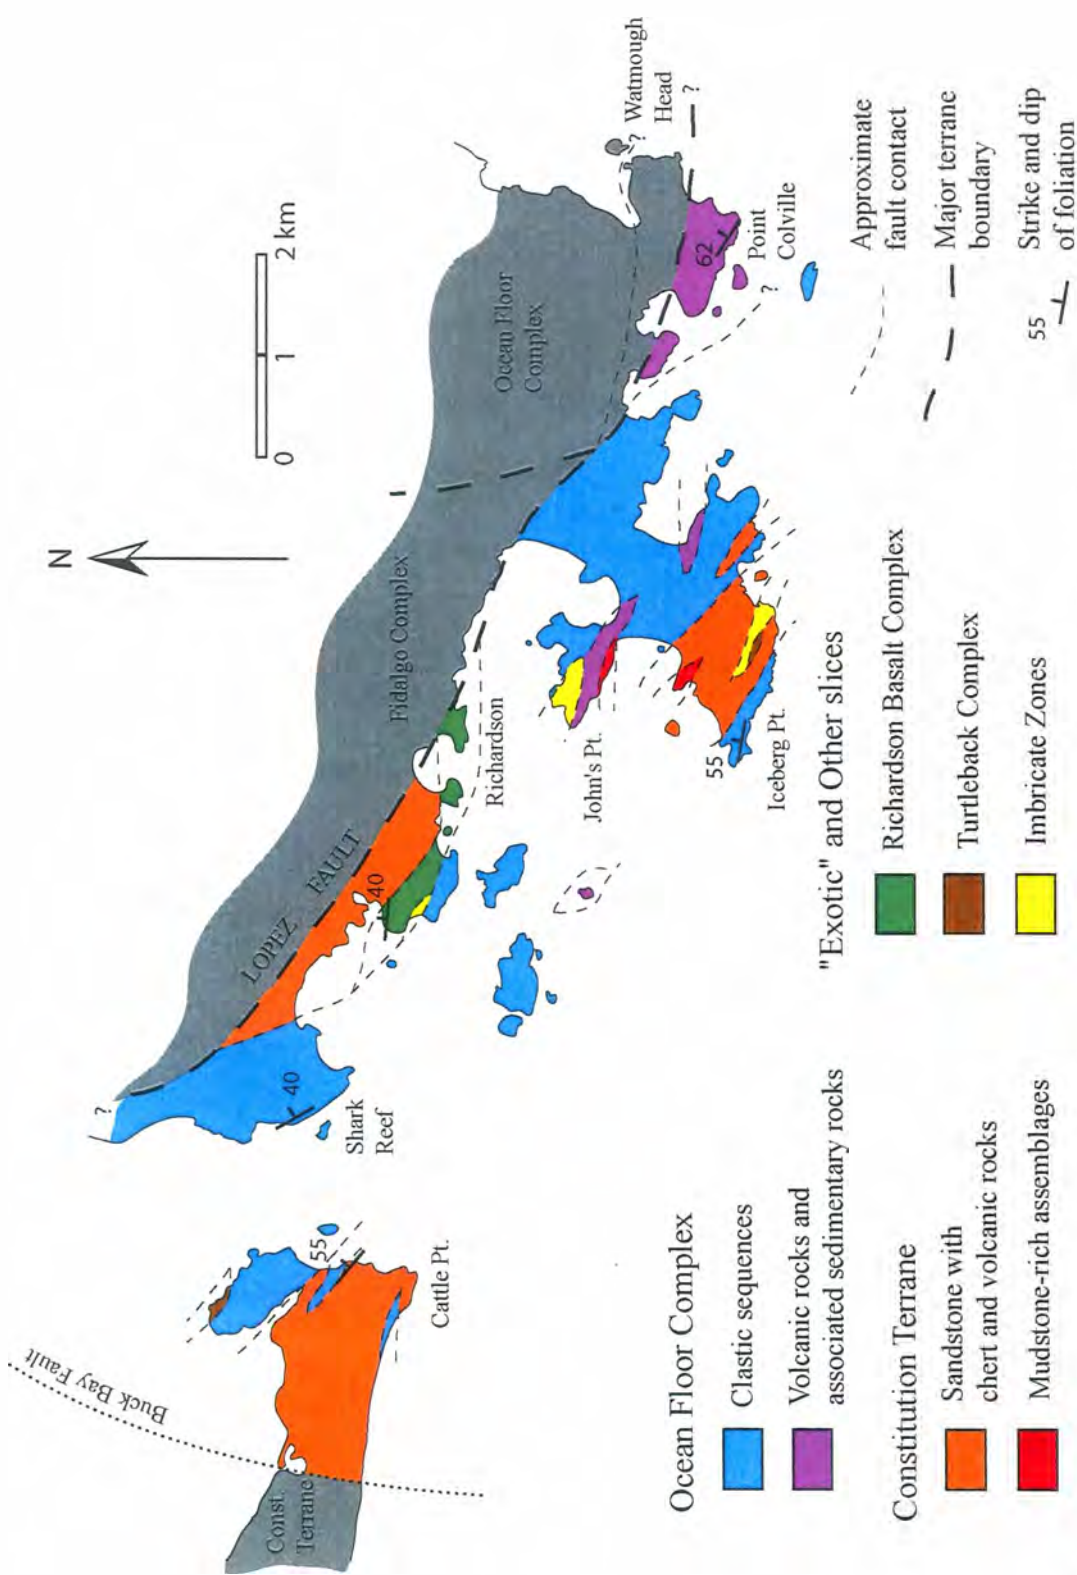 N
0
1
2 km
Buck Bay Fault
Const.
Terrane
Cattle Pt.
55
?
Shark
Reef
40
LOPEZ FAULT
40
Fidalgo Complex
Richardson
Ocean Floor
Complex
John's Pt.
Iceberg Pt.
55
Watmough
Head
?
?
62
Point
Colville
?
Ocean Floor Complex
Clastic sequences
Volcanic rocks and
associated sedimentary rocks
Constitution Terrane
Sandstone with
chert and volcanic rocks
Mudstone-rich assemblages
"Exotic" and Other slices
Richardson Basalt Complex
Turtleback Complex
Imbricate Zones
Approximate
fault contact
Major terrane
boundary
55
Strike and dip
of foliation